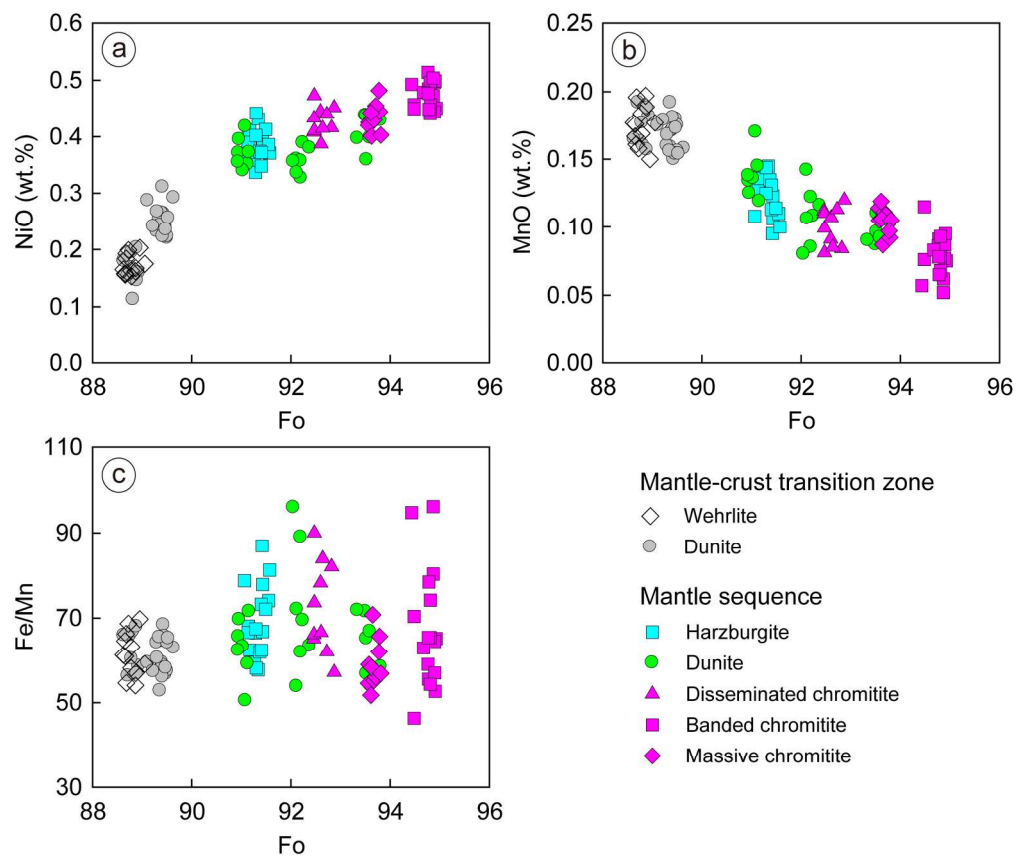 a
NiO (wt.%)
0.6
0.5
0.4
0.3
0.2
0.1
0.0
88 90 92 94 96
Fo
b
MnO (wt.%)
0.25
0.20
0.15
0.10
0.05
0.00
88 90 92 94 96
Fo
c
Fe/Mn
110
90
70
50
30
88 90 92 94 96
Fo
Mantle-crust transition zone
Wehrlite
Dunite
Mantle sequence
Harzburgite
Dunite
Disseminated chromitite
Banded chromitite
Massive chromitite